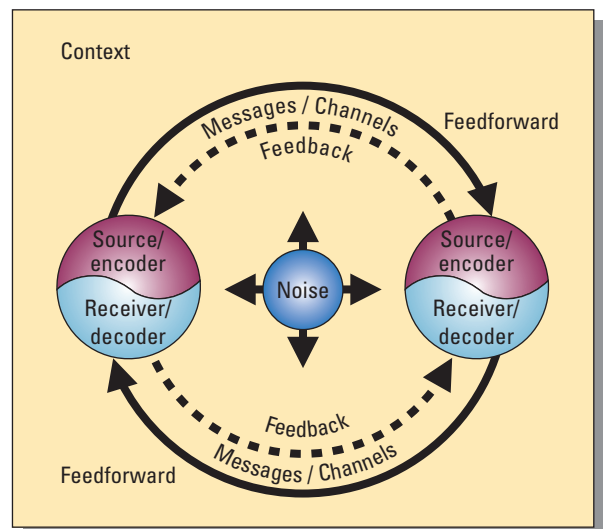 Context
Messages / Channels
Feedforward
Feedback
Source/
encoder
Receiver/
decoder
Noise
Source/
encoder
Receiver/
decoder
Feedback
Feedforward
Messages / Channels